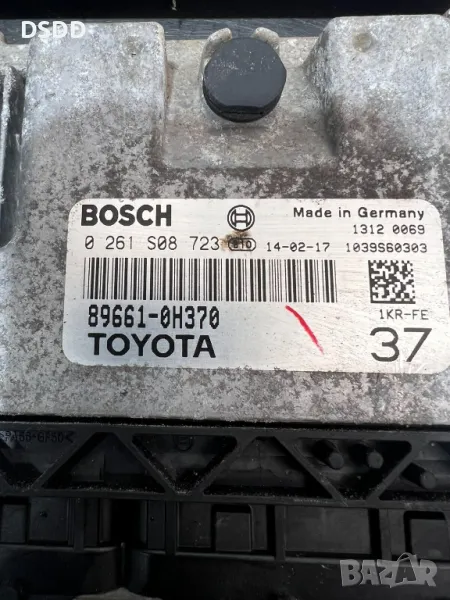 DSDD
BOSCH
Made in Germany
1312 0069
0 261 S08 723
14-02-17
1039S60303
89661-0H370
1KR-FE
TOYOTA
37
BAZAR